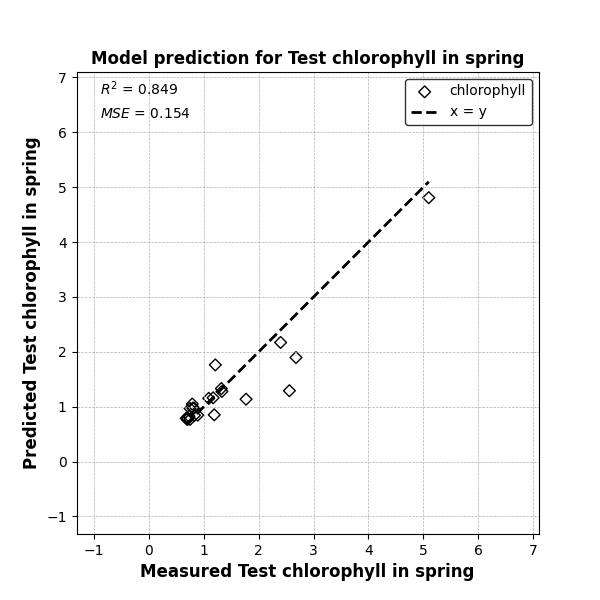 Model prediction for Test chlorophyll in spring
R² = 0.849
MSE = 0.154
chlorophyll
x = y
Predicted Test chlorophyll in spring
7
6
5
4
3
2
1
0
−1
−1 0 1 2 3 4 5 6 7
Measured Test chlorophyll in spring